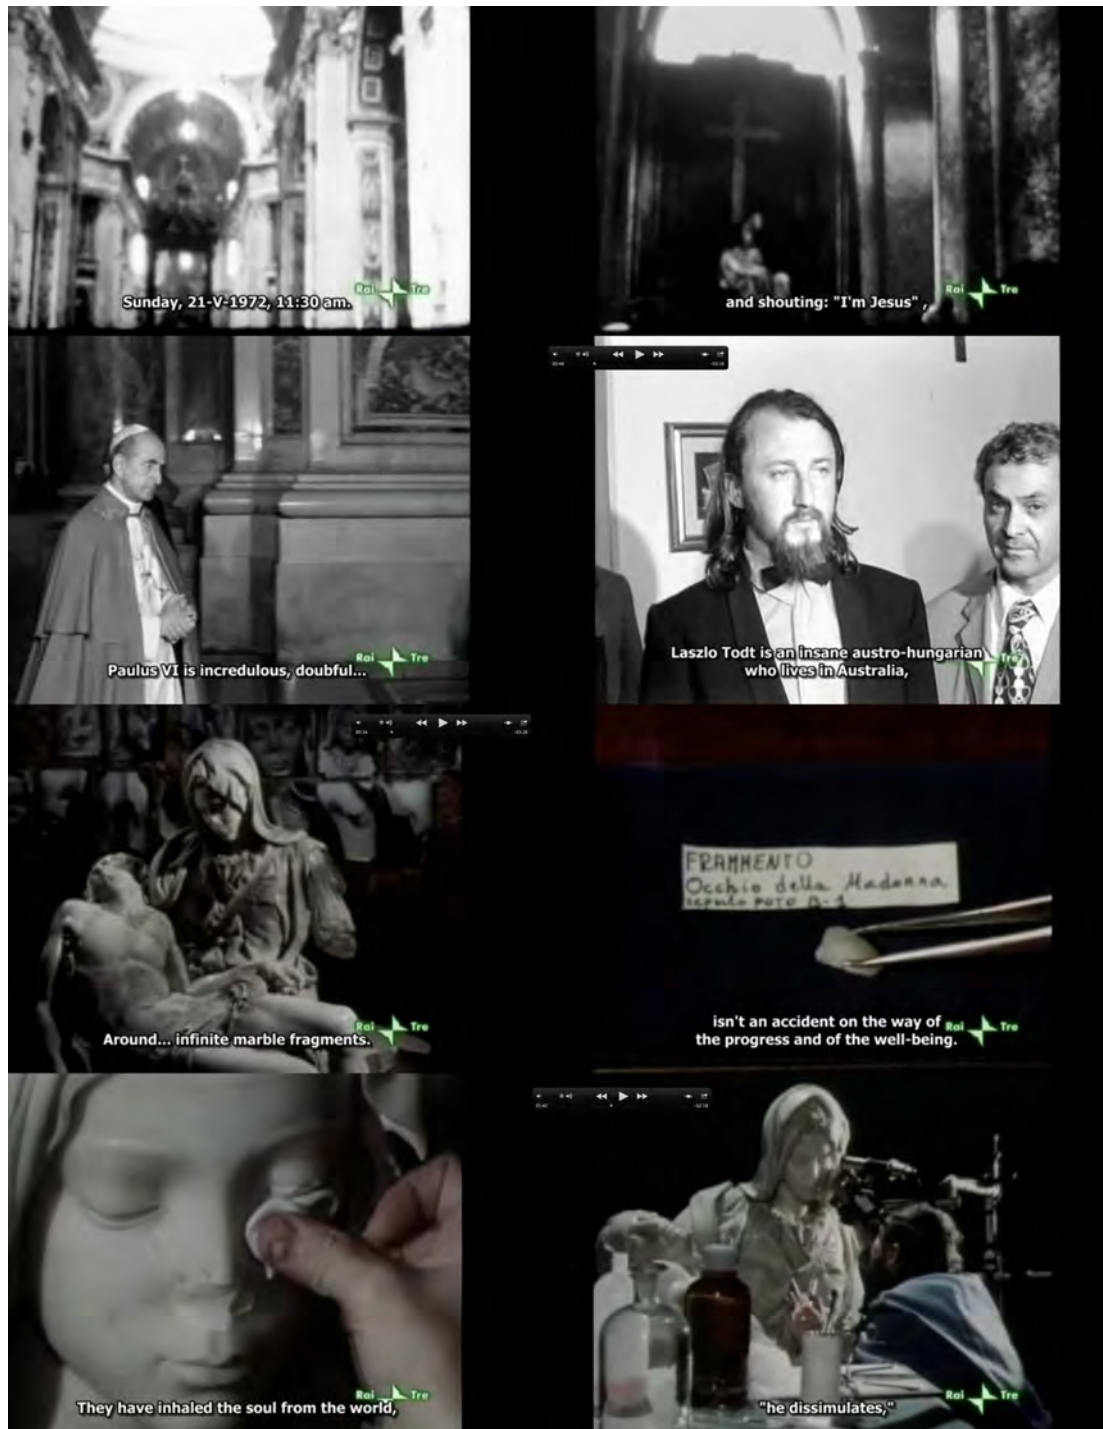 Sunday, 21-V-1972, 11:30 am.
Rai Tre
and shouting: "I'm Jesus" ,
Rai Tre
Paulus VI is incredulous, doubful...
Rai Tre
Laszlo Todt is an insane austro-hungarian
who lives in Australia,
Tre
Around... infinite marble fragments.
Rai Tre
FRAMMENTO
Occhio della Madonna
isn't an accident on the way of
the progress and of the well-being.
Rai Tre
They have inhaled the soul from the world,
Rai Tre
"he dissimulates,"
Rai Tre